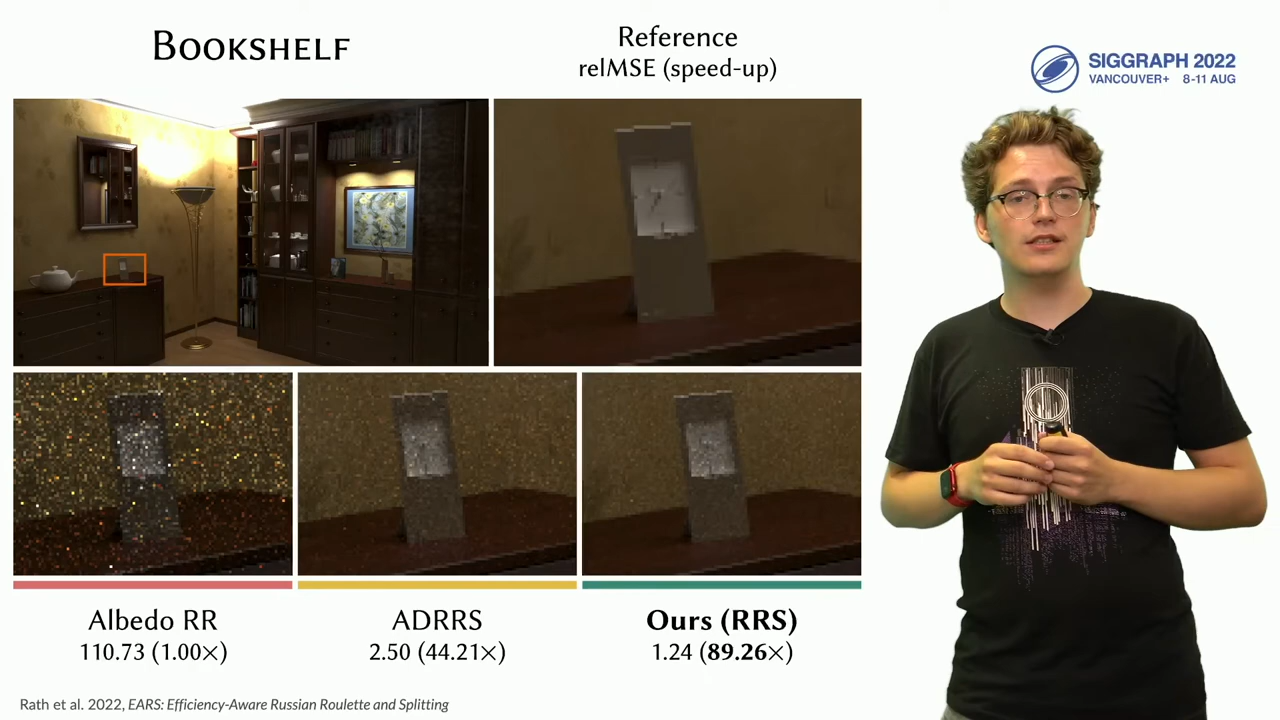 BOOKSHELF
Reference
relMSE (speed-up)
SIGGRAPH 2022
VANCOUVER+ 8-11 AUG
Albedo RR
110.73 (1.00×)
ADRRS
2.50 (44.21×)
Ours (RRS)
1.24 (89.26×)
Rath et al. 2022, EARS: Efficiency-Aware Russian Roulette and Splitting